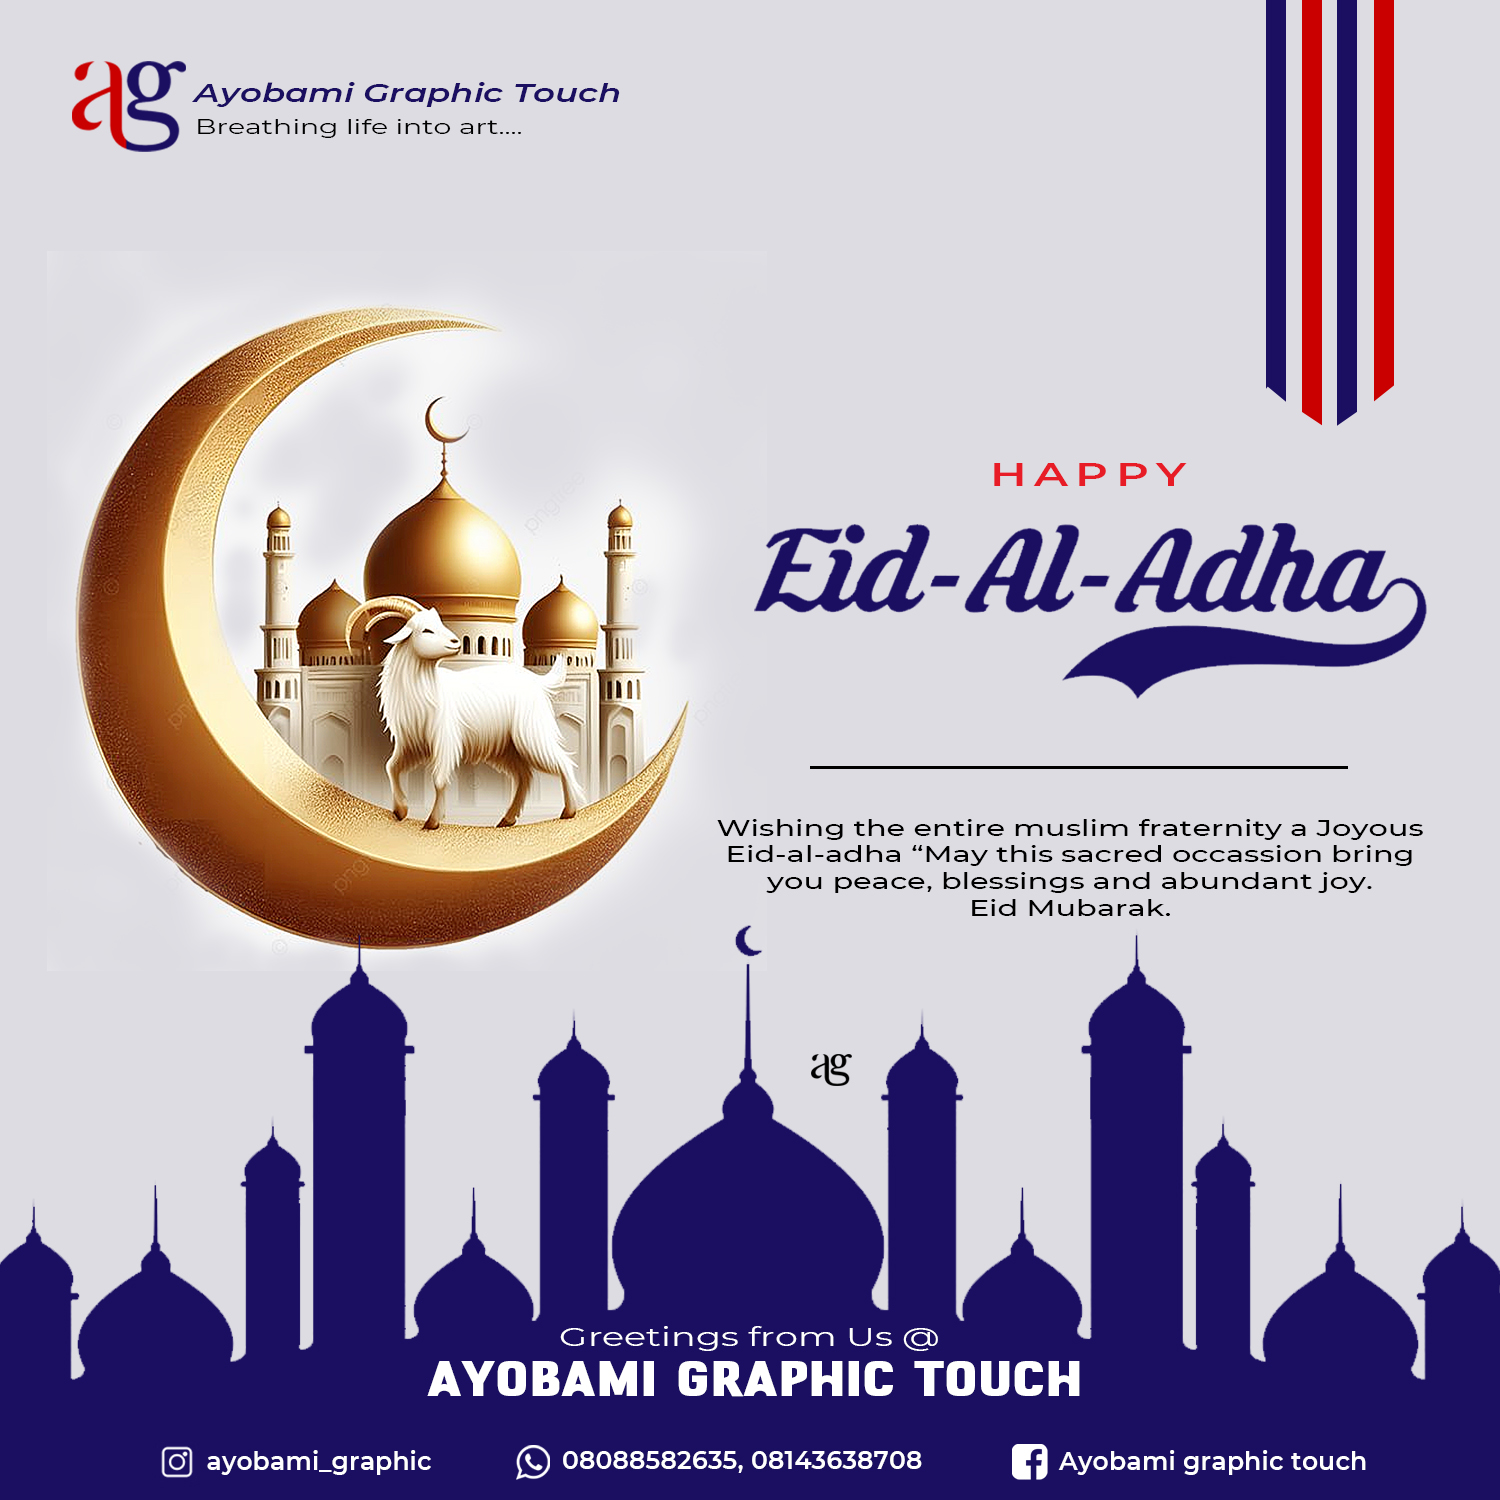 ag
Ayobami Graphic Touch
Breathing life into art....
HAPPY
Eid-Al-Adha
Wishing the entire muslim fraternity a Joyous
Eid-al-adha “May this sacred occassion bring
you peace, blessings and abundant joy.
Eid Mubarak.
ag
Greetings from Us @
AYOBAMI GRAPHIC TOUCH
ayobami_graphic
08088582635, 08143638708
Ayobami graphic touch